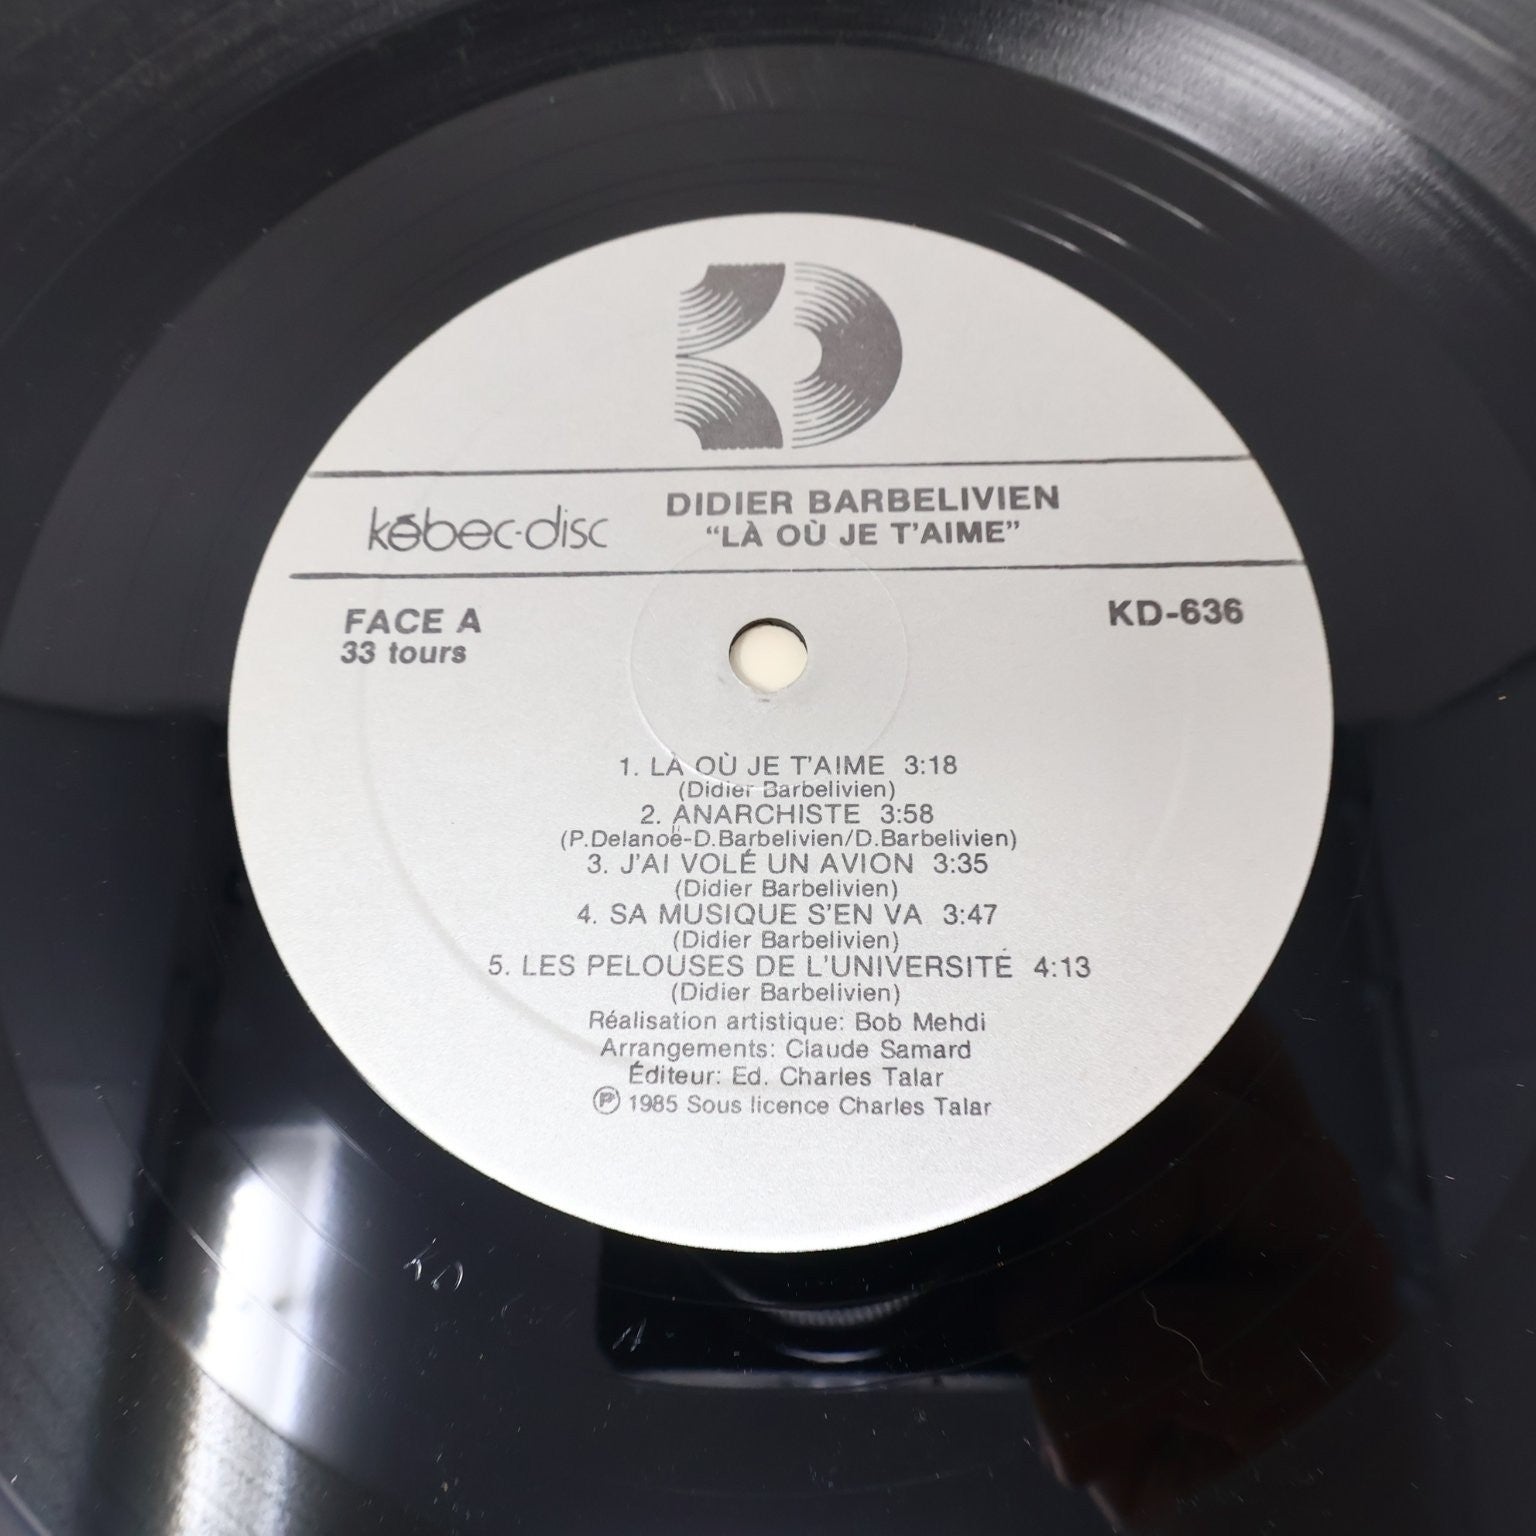 KD
kébec-disc
DIDIER BARBELIVIEN
“LÀ OÙ JE T’AIME”
FACE A
33 tours
KD-636
1. LÀ OÙ JE T’AIME 3:18
(Didier Barbelivien)
2. ANARCHISTE 3:58
(P.Delanoë-D.Barbelivien/D.Barbelivien)
3. J’AI VOLÉ UN AVION 3:35
(Didier Barbelivien)
4. SA MUSIQUE S’EN VA 3:47
(Didier Barbelivien)
5. LES PELOUSES DE L’UNIVERSITÉ 4:13
(Didier Barbelivien)
Réalisation artistique: Bob Mehdi
Arrangements: Claude Samard
Éditeur: Ed. Charles Talar
℗ 1985 Sous licence Charles Talar
KD